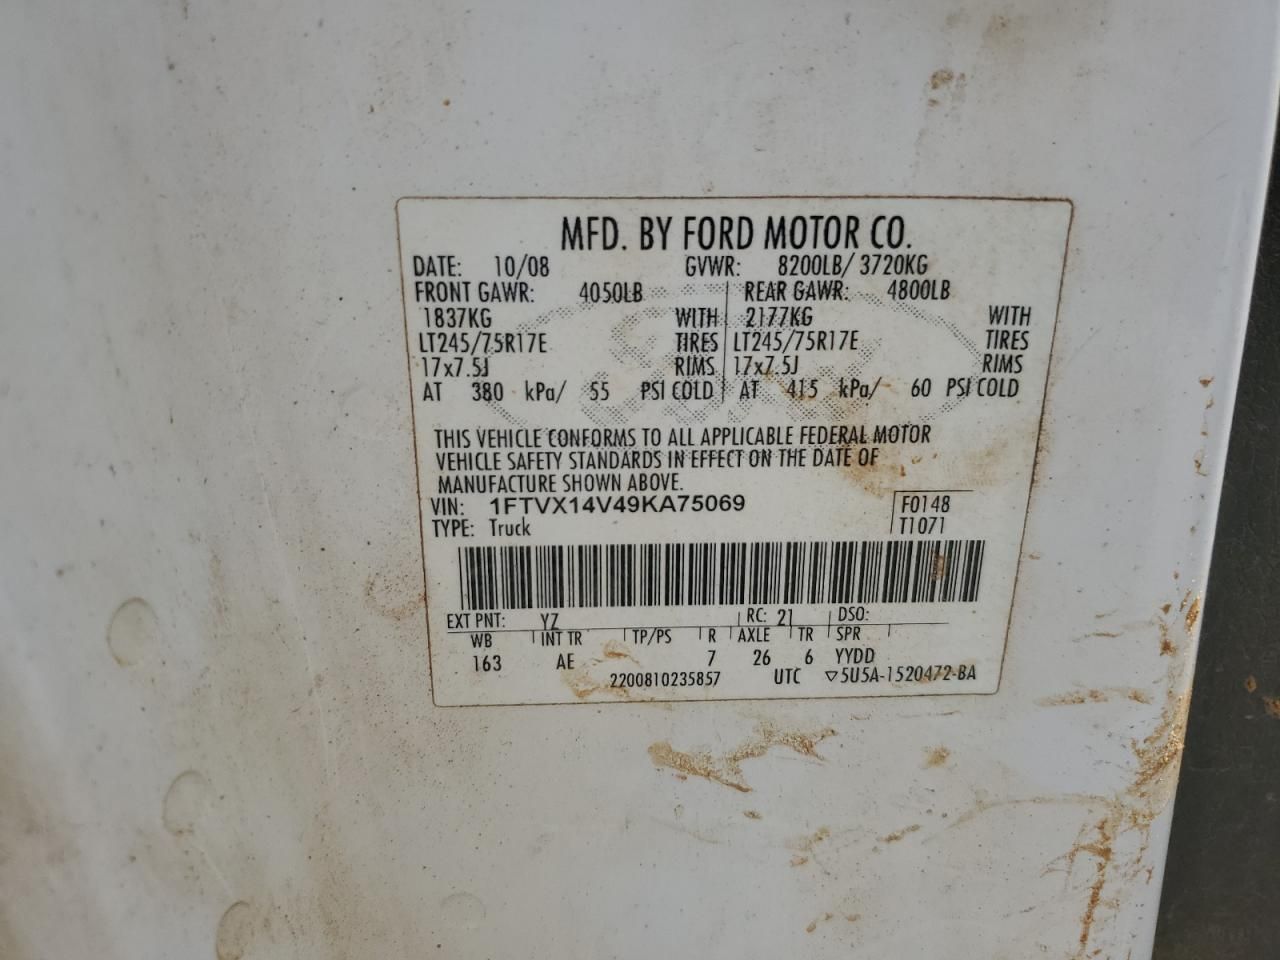 MFD. BY FORD MOTOR CO.
DATE: 10/08 GVWR: 8200LB/ 3720KG
FRONT GAWR: 4050LB REAR GAWR: 4800LB
1837KG WITH 2177KG WITH
LT245/75R17E TIRES LT245/75R17E TIRES
17x7.5J RIMS 17x7.5J RIMS
AT 380 kPa/ 55 PSI COLD AT 415 kPa/ 60 PSI COLD
THIS VEHICLE CONFORMS TO ALL APPLICABLE FEDERAL MOTOR
VEHICLE SAFETY STANDARDS IN EFFECT ON THE DATE OF
MANUFACTURE SHOWN ABOVE.
VIN: 1FTVX14V49KA75069 F0148
TYPE: Truck T1071
EXT PNT: YZ RC: 21 DSO:
WB INT TR TP/PS R AXLE TR SPR
163 AE 7 26 6 YYDD
2200810235857 UTC ▽5U5A-1520472-BA